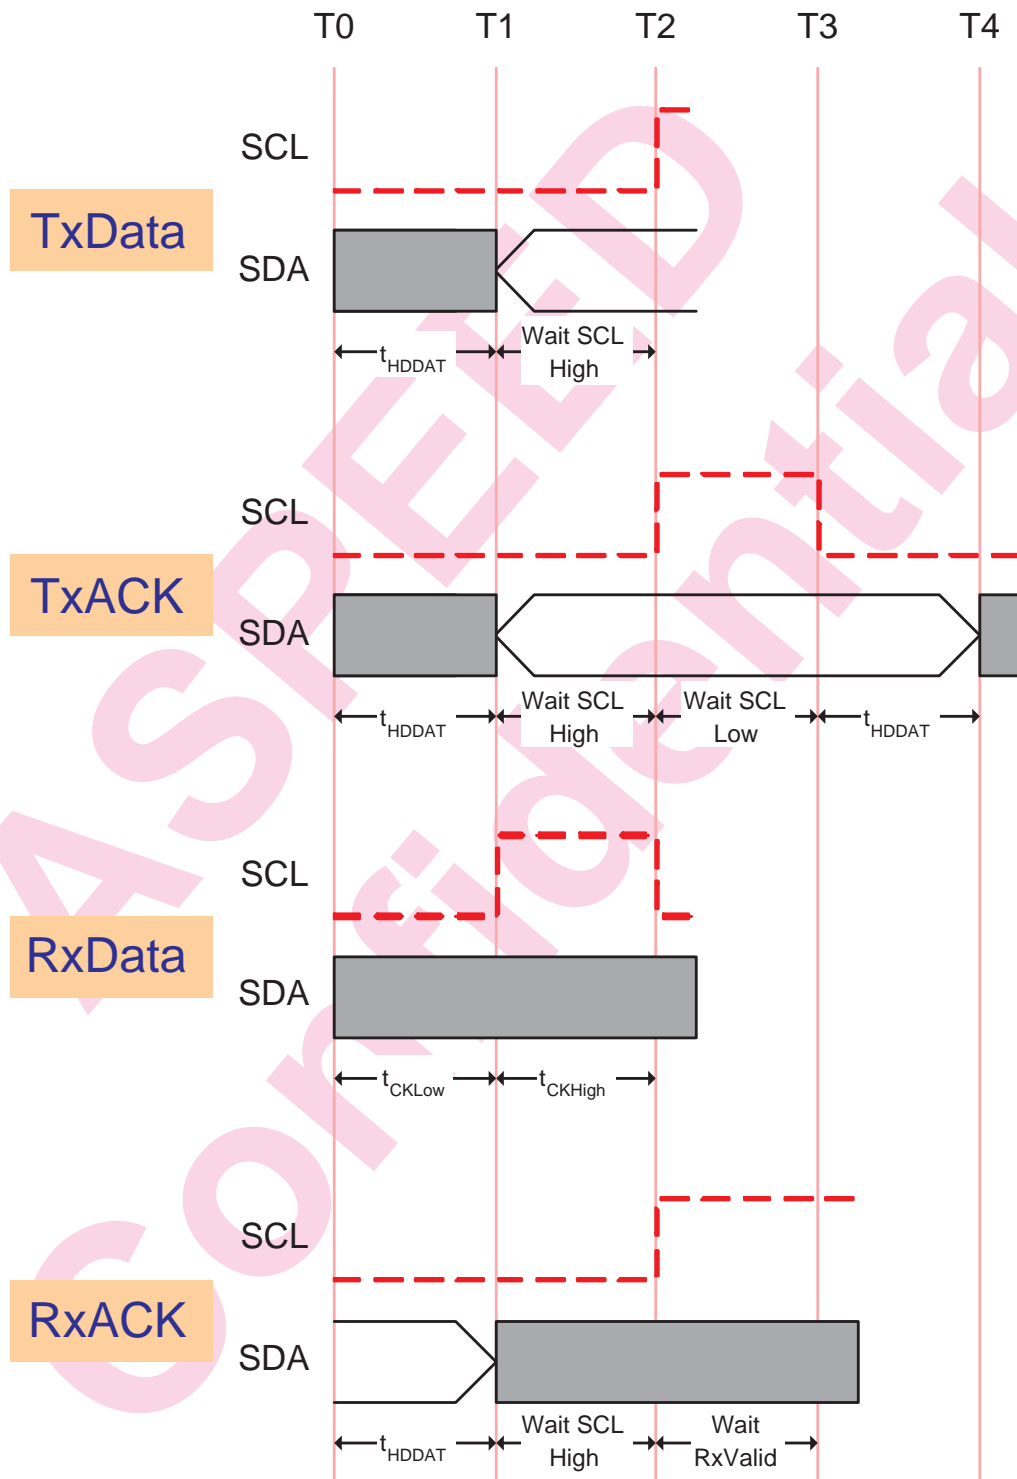 T0 T1 T2 T3 T4
SCL
TxData
SDA
tHDDAT Wait SCL
High
SCL
TxACK
SDA
tHDDAT Wait SCL Wait SCL tHDDAT
High Low
SCL
RxData
SDA
tCKLow tCKHigh
SCL
RxACK
SDA
tHDDAT Wait SCL Wait
High RxValid
ASPEED
Confidential